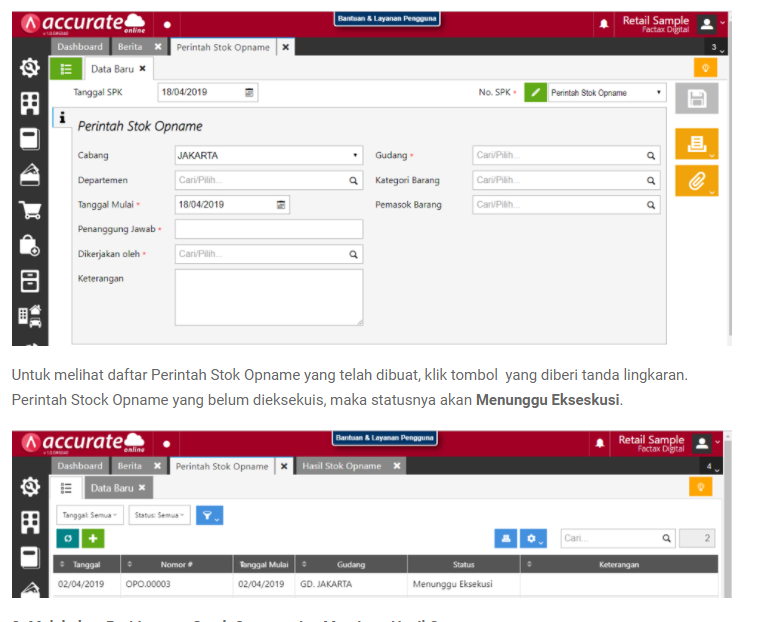 accurate online
Bantuan & Layanan Pengguna
Retail Sample
Factax Digital
Dashboard Berita Perintah Stok Opname
3
Data Baru
Tanggal SPK 18/04/2019 No. SPK * Perintah Stok Opname
Perintah Stok Opname
Cabang JAKARTA Gudang * Cari/Pilih...
Departemen Cari/Pilih... Kategori Barang Cari/Pilih...
Tanggal Mulai * 18/04/2019 Pemasok Barang Cari/Pilih...
Penanggung Jawab *
Dikerjakan oleh * Cari/Pilih...
Keterangan
Untuk melihat daftar Perintah Stok Opname yang telah dibuat, klik tombol yang diberi tanda lingkaran.
Perintah Stock Opname yang belum dieksekuis, maka statusnya akan Menunggu Ekseskusi.
accurate online
Bantuan & Layanan Pengguna
Retail Sample
Factax Digital
Dashboard Berita Perintah Stok Opname Hasil Stok Opname
4
Data Baru
Tanggal: Semua Status: Semua
Cari... 2
Tanggal Nomor # Tanggal Mulai Gudang Status Keterangan
02/04/2019 OPO.00003 02/04/2019 GD. JAKARTA Menunggu Eksekusi